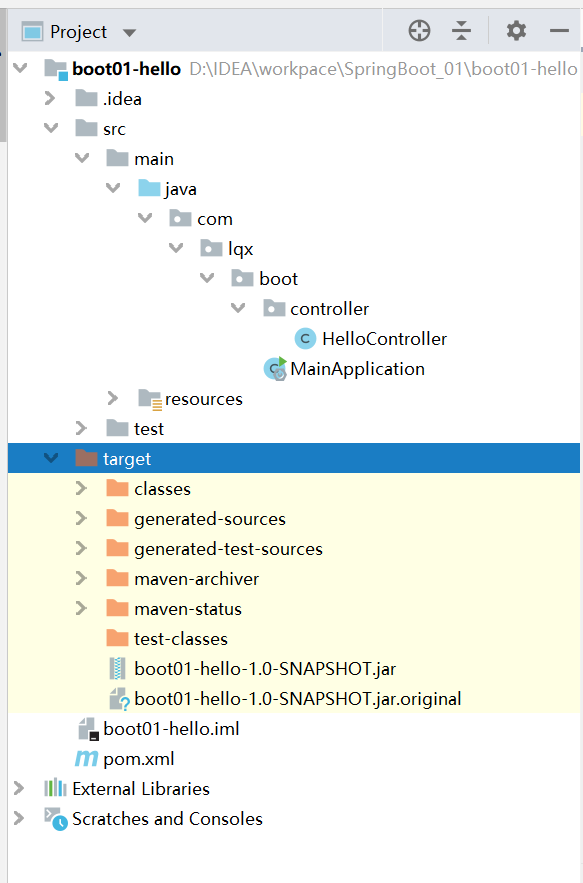 Project
boot01-hello D:\IDEA\workpace\SpringBoot_01\boot01-hello
.idea
src
main
java
com
lqx
boot
controller
HelloController
MainApplication
resources
test
target
classes
generated-sources
generated-test-sources
maven-archiver
maven-status
test-classes
boot01-hello-1.0-SNAPSHOT.jar
boot01-hello-1.0-SNAPSHOT.jar.original
boot01-hello.iml
pom.xml
External Libraries
Scratches and Consoles